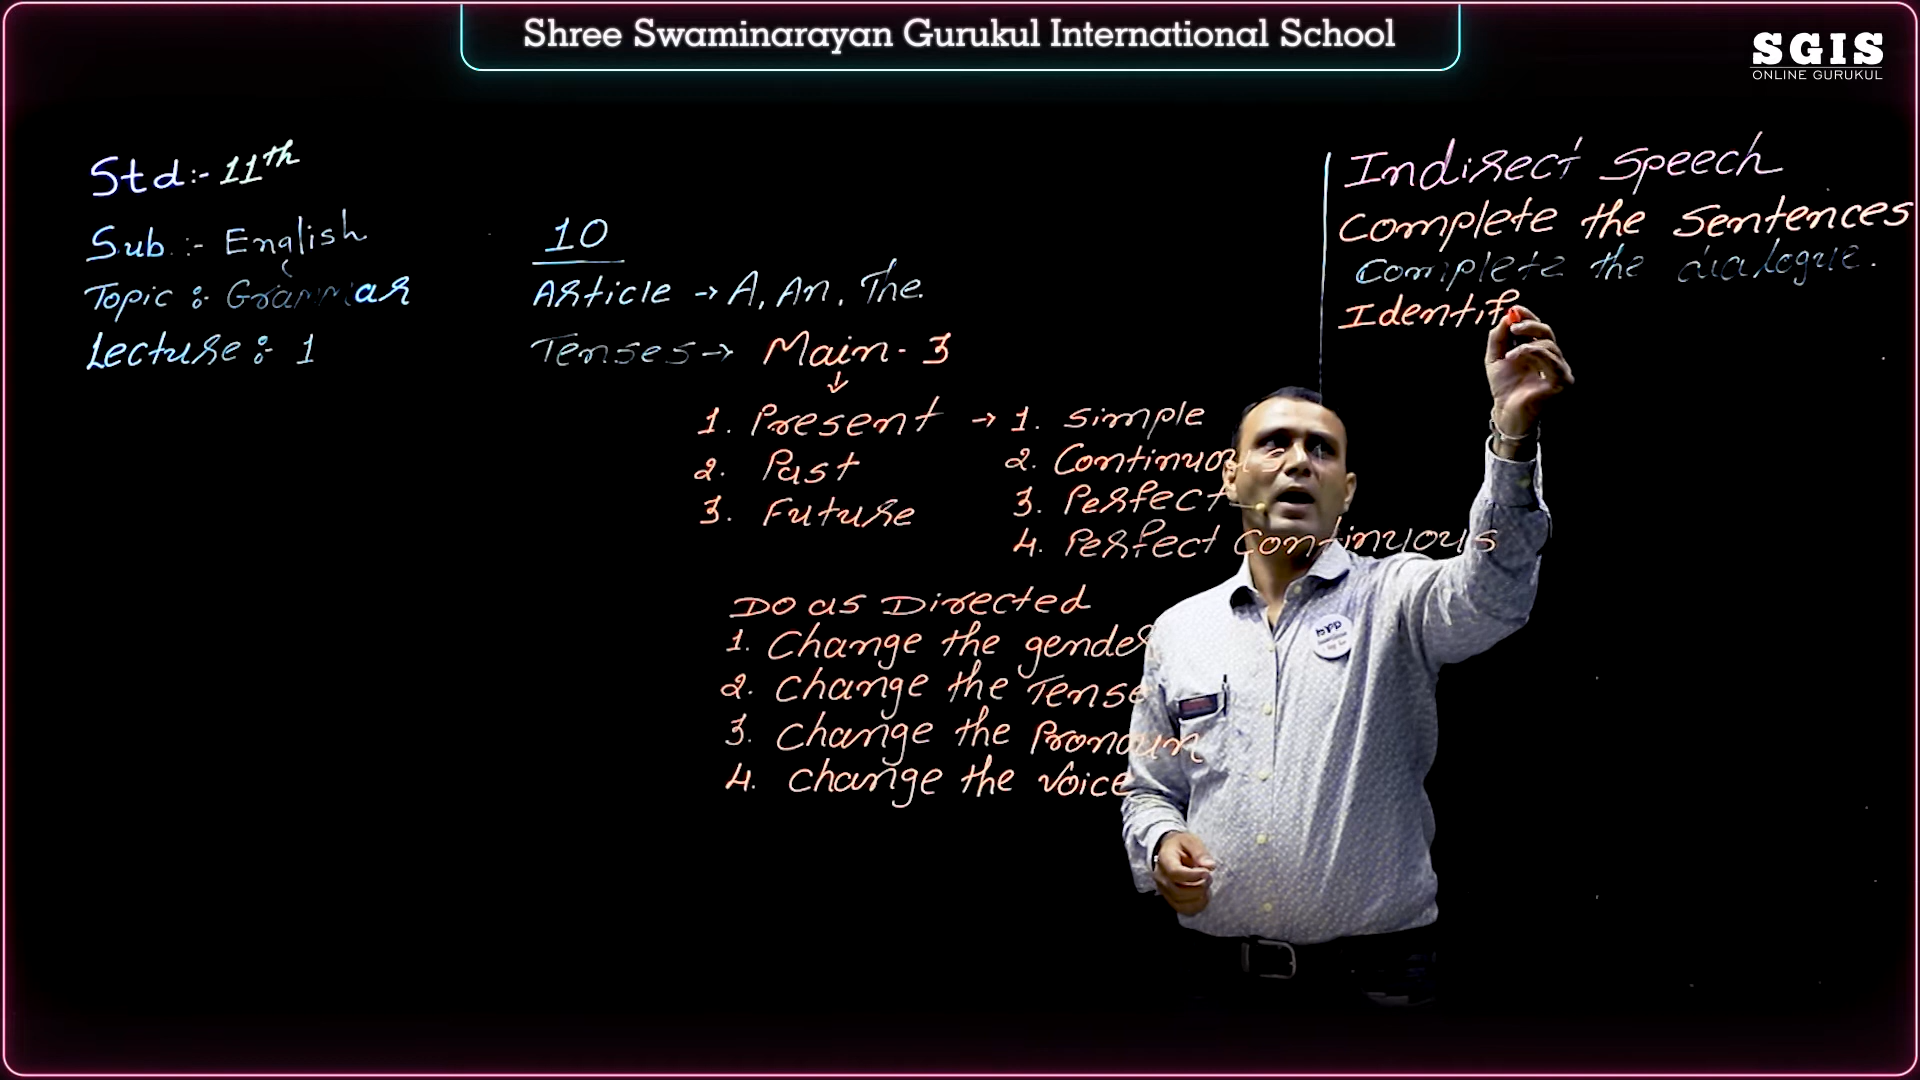 Shree Swaminarayan Gurukul International School
SGIS
ONLINE GURUKUL
Std:- 11th
Sub.:- English
Topic :- Grammar
Lecture :- 1
10
Article → A, An, The.
Tenses → Main - 3
↓
1. Present → 1. Simple
2. Past 2. Continuous
3. Future 3. Perfect
4. Perfect Continuous
Do as Directed
1. Change the gender
2. Change the Tense
3. Change the Pronoun
4. Change the Voice
Indirect Speech
Complete the Sentences
Complete the dialogue.
Identif